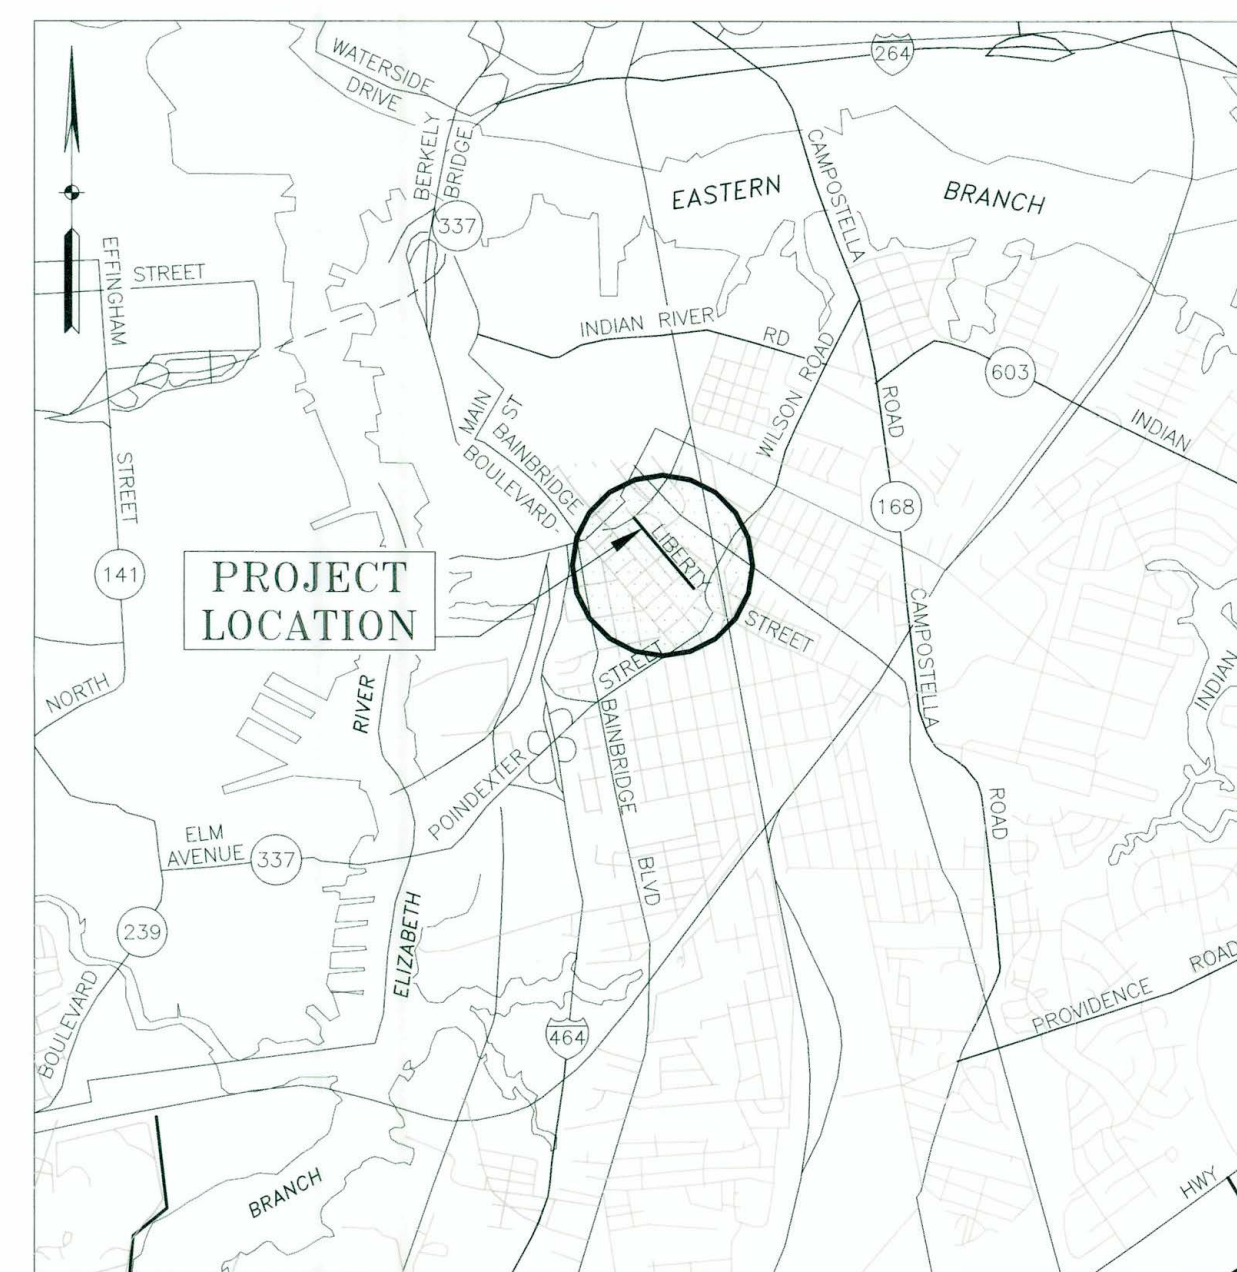 264
WATERSIDE
DRIVE
BERKELY
BRIDGE
CAMPOSTELLA
EASTERN
BRANCH
337
EFFINGHAM
STREET
INDIAN RIVER
RD
WILSON ROAD
603
ROAD
INDIAN
MAIN
ST
BAINBRIDGE
BOULEVARD
STREET
168
141
PROJECT
LOCATION
LIBERTY
STREET
CAMPOSTELLA
INDIAN
NORTH
RIVER
STREET
BAINBRIDGE
POINDEXTER
ROAD
ELM
AVENUE
337
BLVD
239
ELIZABETH
BOULEVARD
ROAD
PROVIDENCE
464
BRANCH
HWY